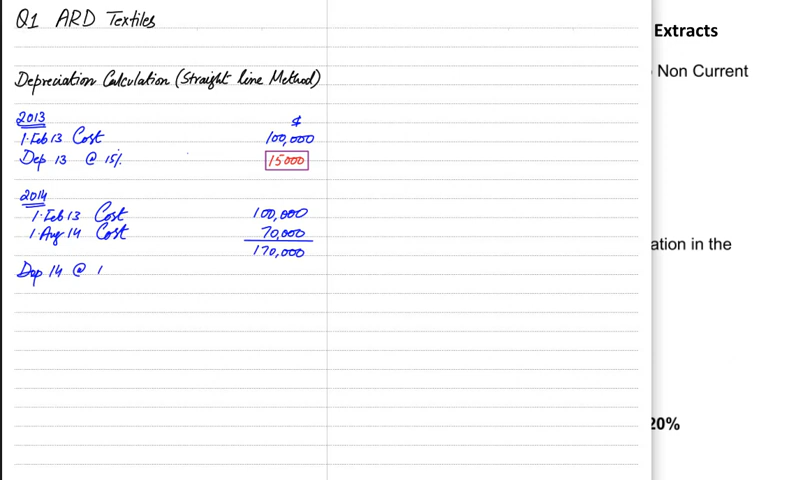 Q1 ARD Textiles
Extracts
Non Current
Depreciation Calculation (Straight line Method)
2013 $
1·Feb 13 Cost 100,000
Dep 13 @ 15% 15000
2014
1·Feb 13 Cost 100,000
1·Aug 14 Cost 70,000
170,000
ation in the
Dep 14 @ 1
20%